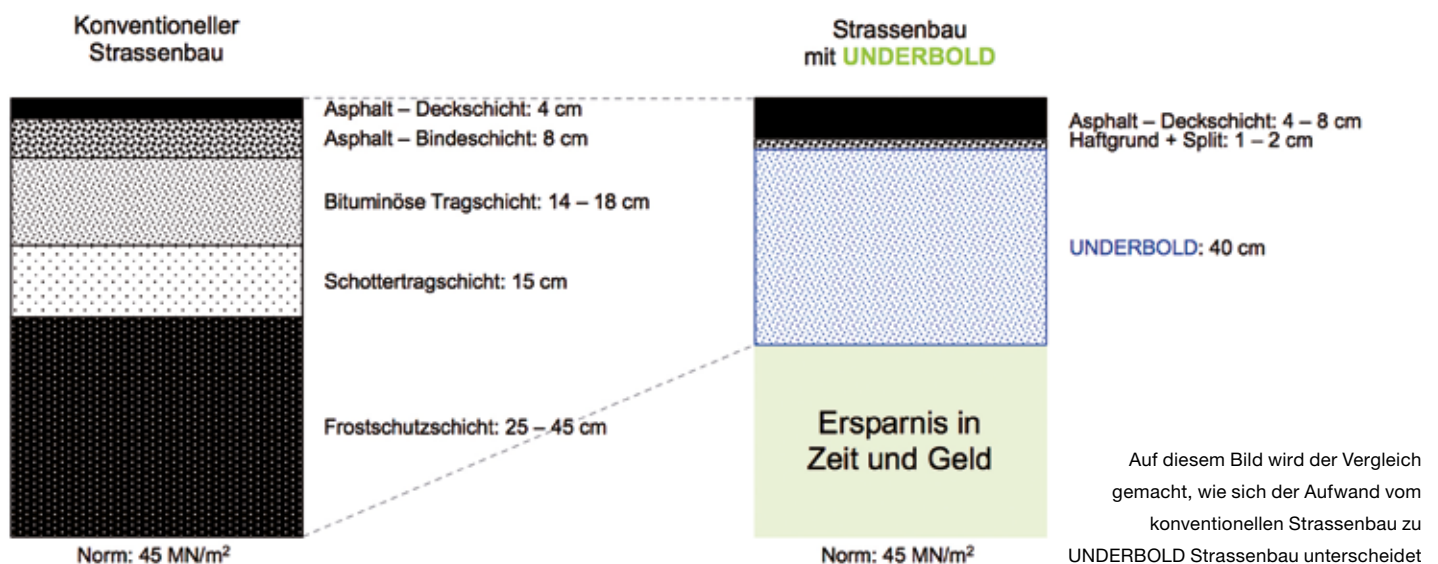 Konventioneller
Strassenbau
Asphalt – Deckschicht: 4 cm
Asphalt – Bindeschicht: 8 cm
Bituminöse Tragschicht: 14 – 18 cm
Schottertragschicht: 15 cm
Frostschutzschicht: 25 – 45 cm
Norm: 45 MN/m²
Strassenbau
mit UNDERBOLD
Asphalt – Deckschicht: 4 – 8 cm
Haftgrund + Split: 1 – 2 cm
UNDERBOLD: 40 cm
Ersparnis in
Zeit und Geld
Norm: 45 MN/m²
Auf diesem Bild wird der Vergleich
gemacht, wie sich der Aufwand vom
konventionellen Strassenbau zu
UNDERBOLD Strassenbau unterscheidet